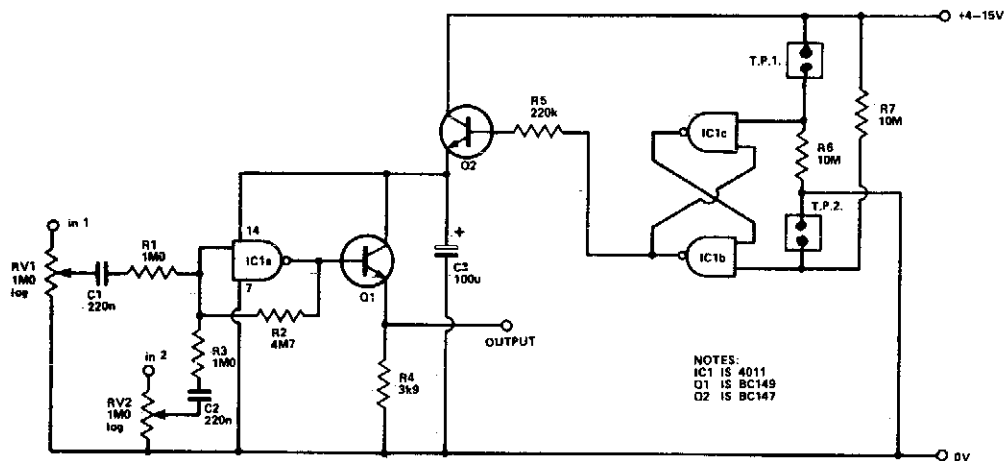 +4-15V
T.P.1.
R5
220k
R7
10M
IC1c
R6
10M
Q2
in 1
14
T.P.2.
R1
1M0
IC1a
IC1b
RV1
1M0
log
C1
220n
7
Q1
+
C3
100u
R2
4M7
OUTPUT
R3
1M0
in 2
NOTES:
IC1 IS 4011
Q1 IS BC149
Q2 IS BC147
R4
3k9
RV2
1M0
log
C2
220n
0V